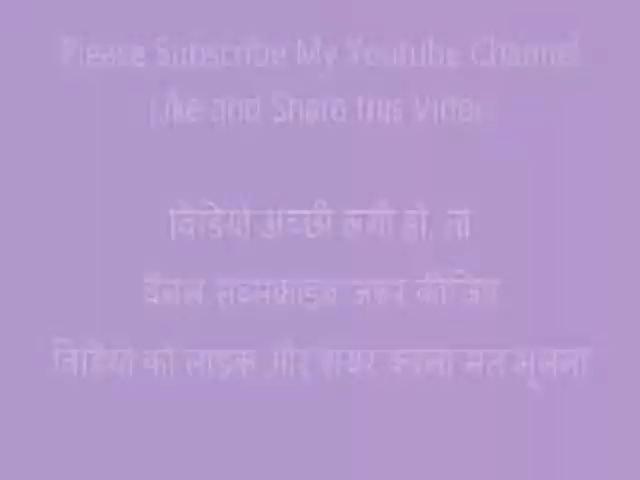 Please Subscribe My Youtube Channel
Like and Share this Video
विडियो अच्छी लगी हो, तो
चैनल सब्सक्राइब जरुर कीजिए
विडियो को लाइक और शेयर करना मत भूलना